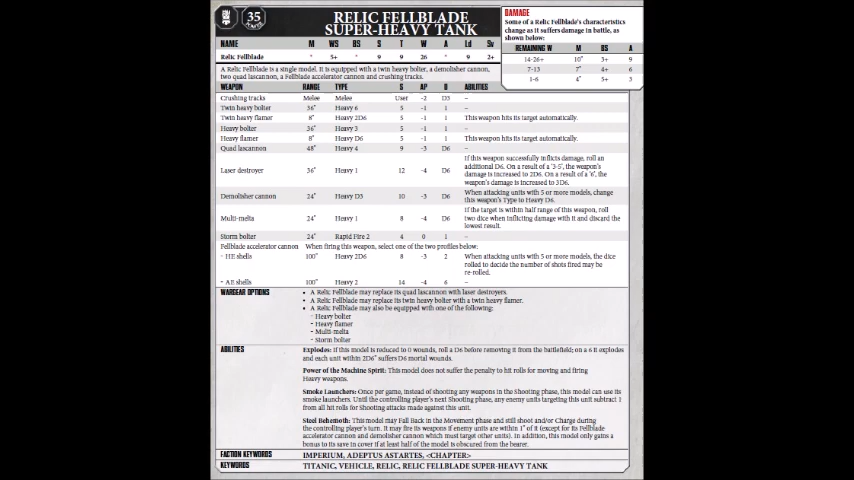 35
POWER
RELIC FELLBLADE
SUPER-HEAVY TANK
NAME M WS BS S T W A Ld Sv
Relic Fellblade * 5+ * 9 9 26 * 9 2+
A Relic Fellblade is a single model. It is equipped with a twin heavy bolter, a demolisher cannon,
two quad lascannon, a Fellblade accelerator cannon and crushing tracks.
DAMAGE
Some of a Relic Fellblade's characteristics
change as it suffers damage in battle, as
shown below:
REMAINING W M BS A
14-26+ 10" 3+ 9
7-13 7" 4+ 6
1-6 4" 5+ 3
WEAPON RANGE TYPE S AP D ABILITIES
Crushing tracks Melee Melee User -2 D3 -
Twin heavy bolter 36" Heavy 6 5 -1 1 -
Twin heavy flamer 8" Heavy 2D6 5 -1 1 This weapon hits its target automatically.
Heavy bolter 36" Heavy 3 5 -1 1 -
Heavy flamer 8" Heavy D6 5 -1 1 This weapon hits its target automatically.
Quad lascannon 48" Heavy 4 9 -3 D6 -
Laser destroyer 36" Heavy 1 12 -4 D6 If this weapon successfully inflicts damage, roll an
additional D6. On a result of a '3-5', the weapon's
damage is increased to 2D6. On a result of a '6', the
weapon's damage is increased to 3D6.
Demolisher cannon 24" Heavy D3 10 -3 D6 When attacking units with 5 or more models, change
this weapon's Type to Heavy D6.
Multi-melta 24" Heavy 1 8 -4 D6 If the target is within half range of this weapon, roll
two dice when inflicting damage with it and discard the
lowest result.
Storm bolter 24" Rapid Fire 2 4 0 1 -
Fellblade accelerator cannon When firing this weapon, select one of the two profiles below:
- HE shells 100" Heavy 2D6 8 -3 2 When attacking units with 5 or more models, the dice
rolled to decide the number of shots fired may be
re-rolled.
- AE shells 100" Heavy 2 14 -4 6 -
WARGEAR OPTIONS • A Relic Fellblade may replace its quad lascannon with laser destroyers.
• A Relic Fellblade may replace its twin heavy bolter with a twin heavy flamer.
• A Relic Fellblade may also be equipped with one of the following:
- Heavy bolter
- Heavy flamer
- Multi-melta
- Storm bolter
ABILITIES Explodes: If this model is reduced to 0 wounds, roll a D6 before removing it from the battlefield; on a 6 it explodes
and each unit within 2D6" suffers D6 mortal wounds.
Power of the Machine Spirit: This model does not suffer the penalty to hit rolls for moving and firing
Heavy weapons.
Smoke Launchers: Once per game, instead of shooting any weapons in the Shooting phase, this model can use its
smoke launchers. Until the controlling player's next Shooting phase, any enemy units targeting this unit subtract 1
from all hit rolls for Shooting attacks made against this unit.
Steel Behemoth: This model may Fall Back in the Movement phase and still shoot and/or Charge during
the controlling player's turn. It may fire its weapons if enemy units are within 1" of it (except for its Fellblade
accelerator cannon and demolisher cannon which must target other units). In addition, this model only gains a
bonus to its save in cover if at least half of the model is obscured from the bearer.
FACTION KEYWORDS IMPERIUM, ADEPTUS ASTARTES, <CHAPTER>
KEYWORDS TITANIC, VEHICLE, RELIC, RELIC FELLBLADE SUPER-HEAVY TANK